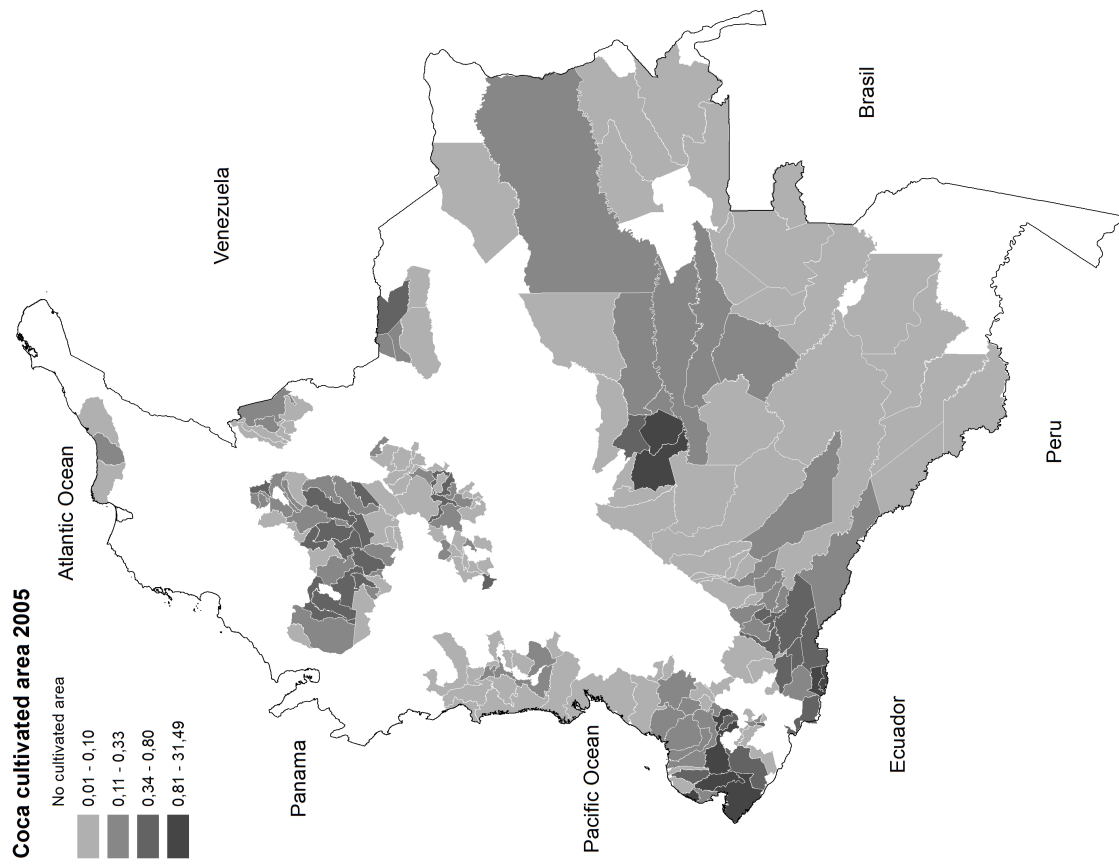 Coca cultivated area 2005
No cultivated area
0,01 - 0,10
0,11 - 0,33
0,34 - 0,80
0,81 - 31,49
Atlantic Ocean
Venezuela
Panama
Pacific Ocean
Brasil
Ecuador
Peru